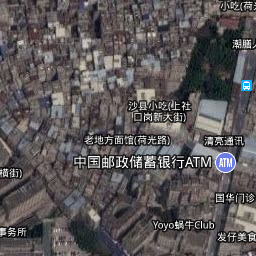 小吃(荷
潮膳
沙县小吃(上社
口岗新大街)
老地方面馆(荷光路)
清亮通讯
中国邮政储蓄银行ATM
ATM
横街)
国华门诊
Yoyo蜗牛Club
事务所
发仔美食